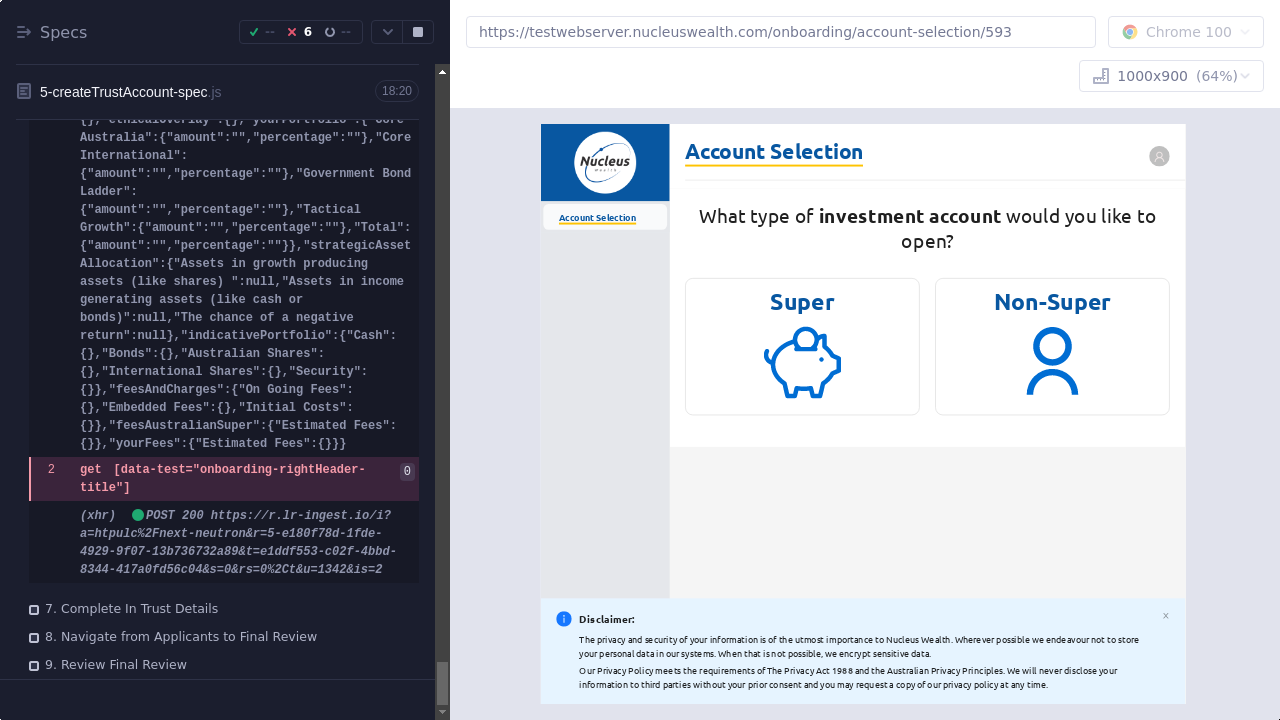 Specs
--
6
--
5-createTrustAccount-spec.js
18:20
{},"ethicalOverlay":{},"yourPortfolio":{"Core
Australia":{"amount":"","percentage":""},"Core
International":
{"amount":"","percentage":""},"Government Bond
Ladder":
{"amount":"","percentage":""},"Tactical
Growth":{"amount":"","percentage":""},"Total":
{"amount":"","percentage":""}},"strategicAsset
Allocation":{"Assets in growth producing
assets (like shares) ":null,"Assets in income
generating assets (like cash or
bonds)":null,"The chance of a negative
return":null},"indicativePortfolio":{"Cash":
{},"Bonds":{},"Australian Shares":
{},"International Shares":{},"Security":
{}},"feesAndCharges":{"On Going Fees":
{},"Embedded Fees":{},"Initial Costs":
{}},"feesAustralianSuper":{"Estimated Fees":
{}},"yourFees":{"Estimated Fees":{}}}
2 get [data-test="onboarding-rightHeader-
title"]
0
(xhr) POST 200 https://r.lr-ingest.io/i?
a=htpulc%2Fnext-neutron&r=5-e180f78d-1fde-
4929-9f07-13b736732a89&t=e1ddf553-c02f-4bbd-
8344-417a0fd56c04&s=0&rs=0%2Ct&u=1342&is=2
7. Complete In Trust Details
8. Navigate from Applicants to Final Review
9. Review Final Review
https://testwebserver.nucleuswealth.com/onboarding/account-selection/593
Chrome 100
1000x900 (64%)
Nucleus
Wealth
Account Selection
Account Selection
What type of investment account would you like to
open?
Super
Non-Super
Disclaimer:
The privacy and security of your information is of the utmost importance to Nucleus Wealth. Wherever possible we endeavour not to store
your personal data in our systems. When that is not possible, we encrypt sensitive data.
Our Privacy Policy meets the requirements of The Privacy Act 1988 and the Australian Privacy Principles. We will never disclose your
information to third parties without your prior consent and you may request a copy of our privacy policy at any time.